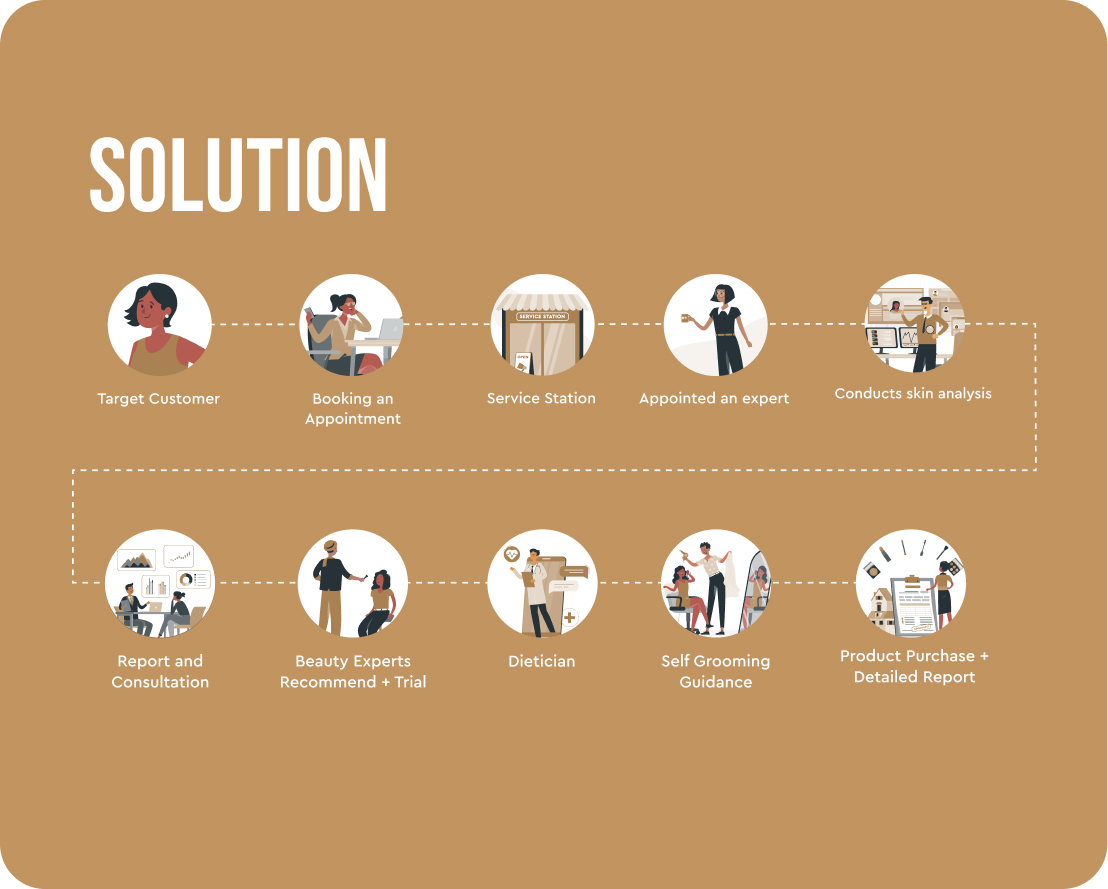 SOLUTION
SERVICE STATION
OPEN
Target Customer
Booking an
Appointment
Service Station
Appointed an expert
Conducts skin analysis
Report and
Consultation
Beauty Experts
Recommend + Trial
Dietician
Self Grooming
Guidance
Product Purchase +
Detailed Report